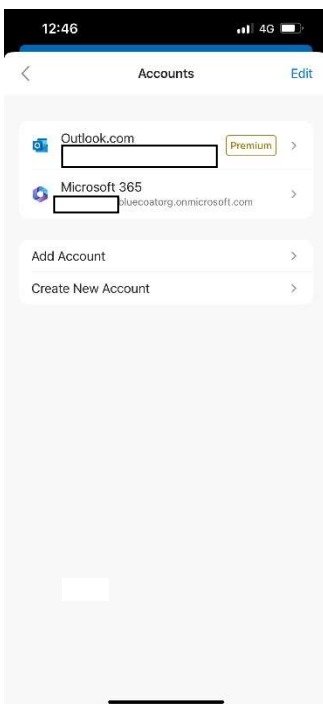 12:46
4G
Accounts
Edit
Outlook.com
Premium
Microsoft 365
bluecoatorg.onmicrosoft.com
Add Account
Create New Account